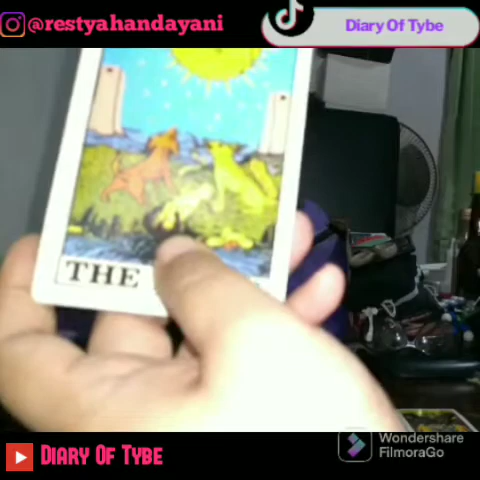 @restyahandayani
Diary Of Tybe
THE
DIARY OF TYBE
Wondershare
FilmoraGo